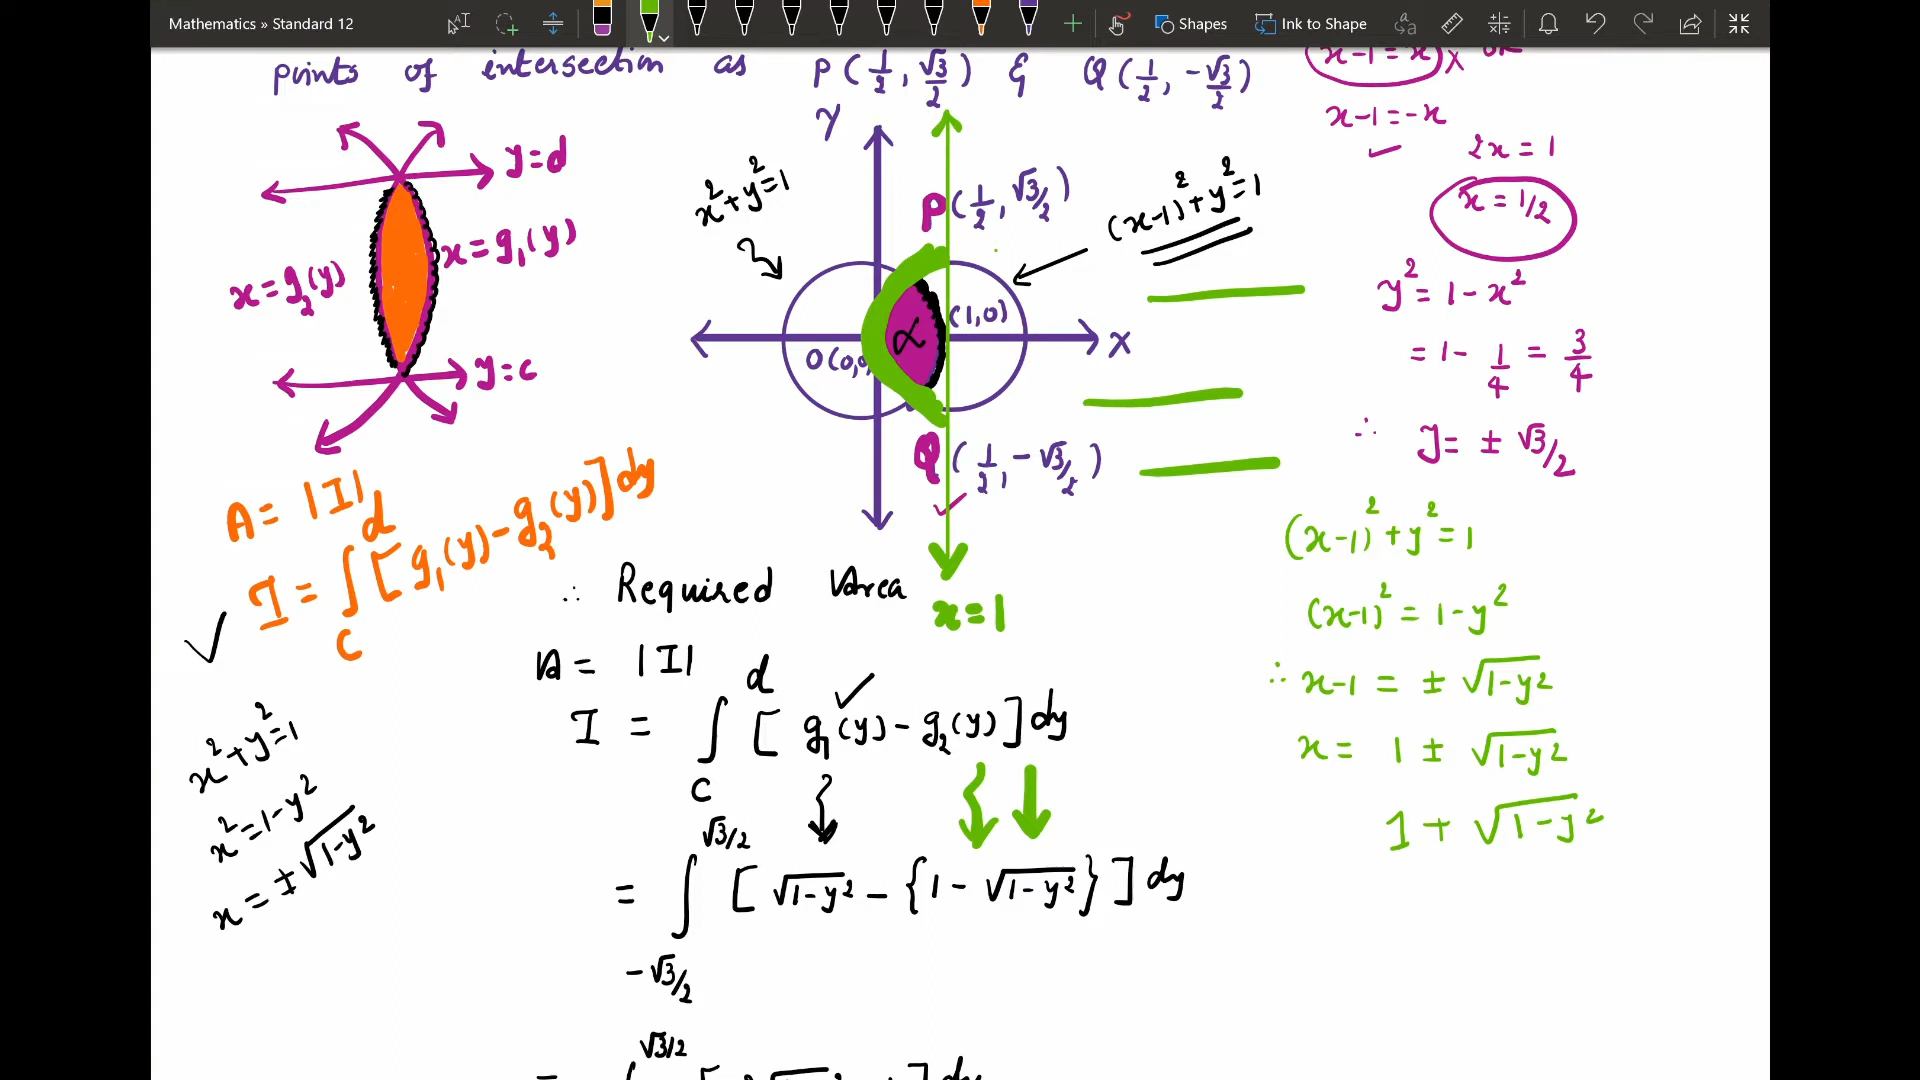 Mathematics » Standard 12
Shapes
Ink to Shape
points of intersection as P(1/2, √3/2) & Q(1/2, -√3/2)
(x-1 = x) X or
x-1=-x
✓
2x = 1
x = 1/2
y² = 1-x²
= 1 - 1/4 = 3/4
∴ y = ± √3/2
y=d
x=g₁(y)
x=g₂(y)
y=c
Y
x²+y²=1
P(1/2, √3/2)
(x-1)²+y²=1
(1,0)
∝
O(0,0
X
Q(1/2, -√3/2)
x=1
A = |I|
I = ∫ c d [g₁(y)-g₂(y)]dy
∴ Required Area
A = |I|
I = ∫ c d [g₁(y)-g₂(y)]dy
= ∫ -√3/2 √3/2 [√1-y² - {1-√1-y²}]dy
√3/2
x²+y²=1
x²=1-y²
x=±√1-y²
(x-1)²+y²=1
(x-1)²=1-y²
∴ x-1 = ± √1-y²
x = 1 ± √1-y²
1 + √1-y²